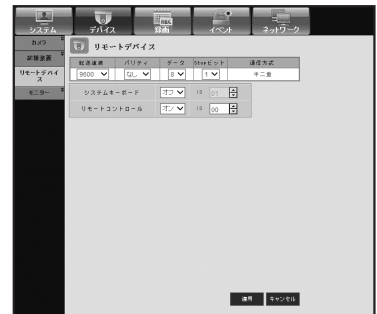 システム デバイス 録画 イベント ネットワーク
REC
カメラ
記録装置
リモートデバイ
ス
モニター
リモートデバイス
転送速度 パリティ データ Stopビット 通信方式
9600 なし 8 1 半二重
システムキーボード オフ ID 01
リモートコントロール オン ID 00
適用 キャンセル